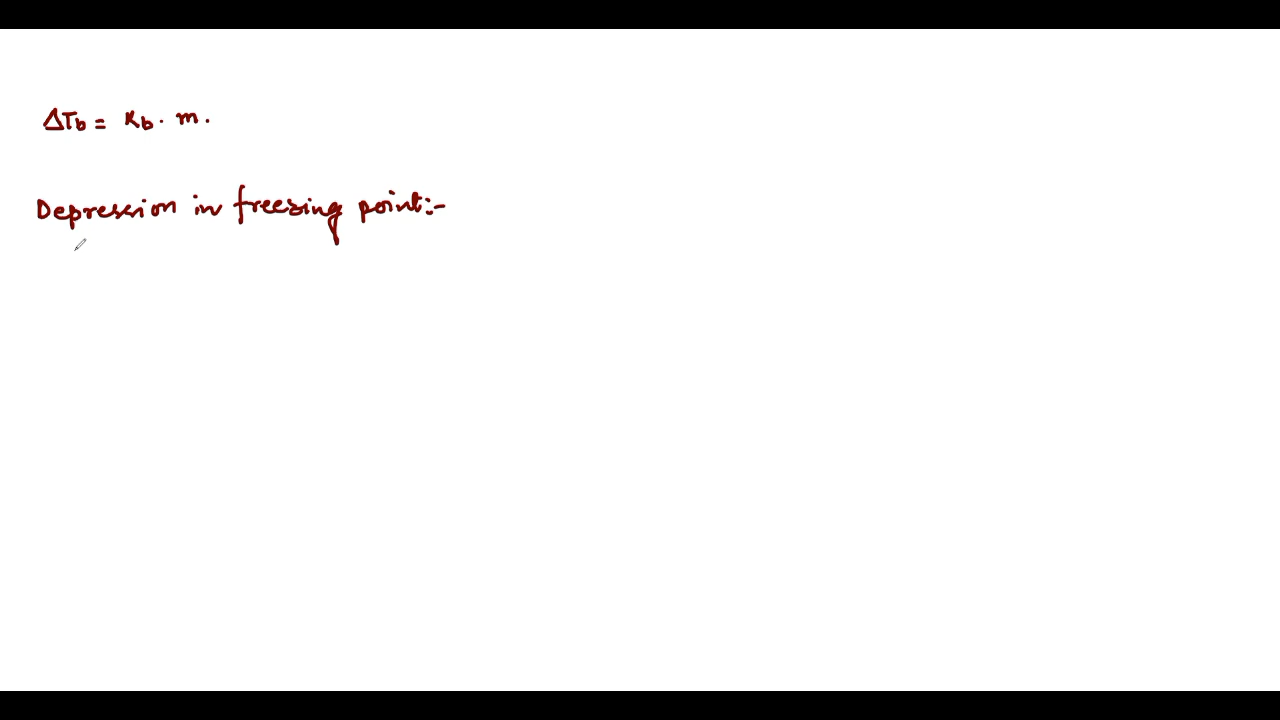 ΔTb = Kb · m.
Depression in freezing point:-